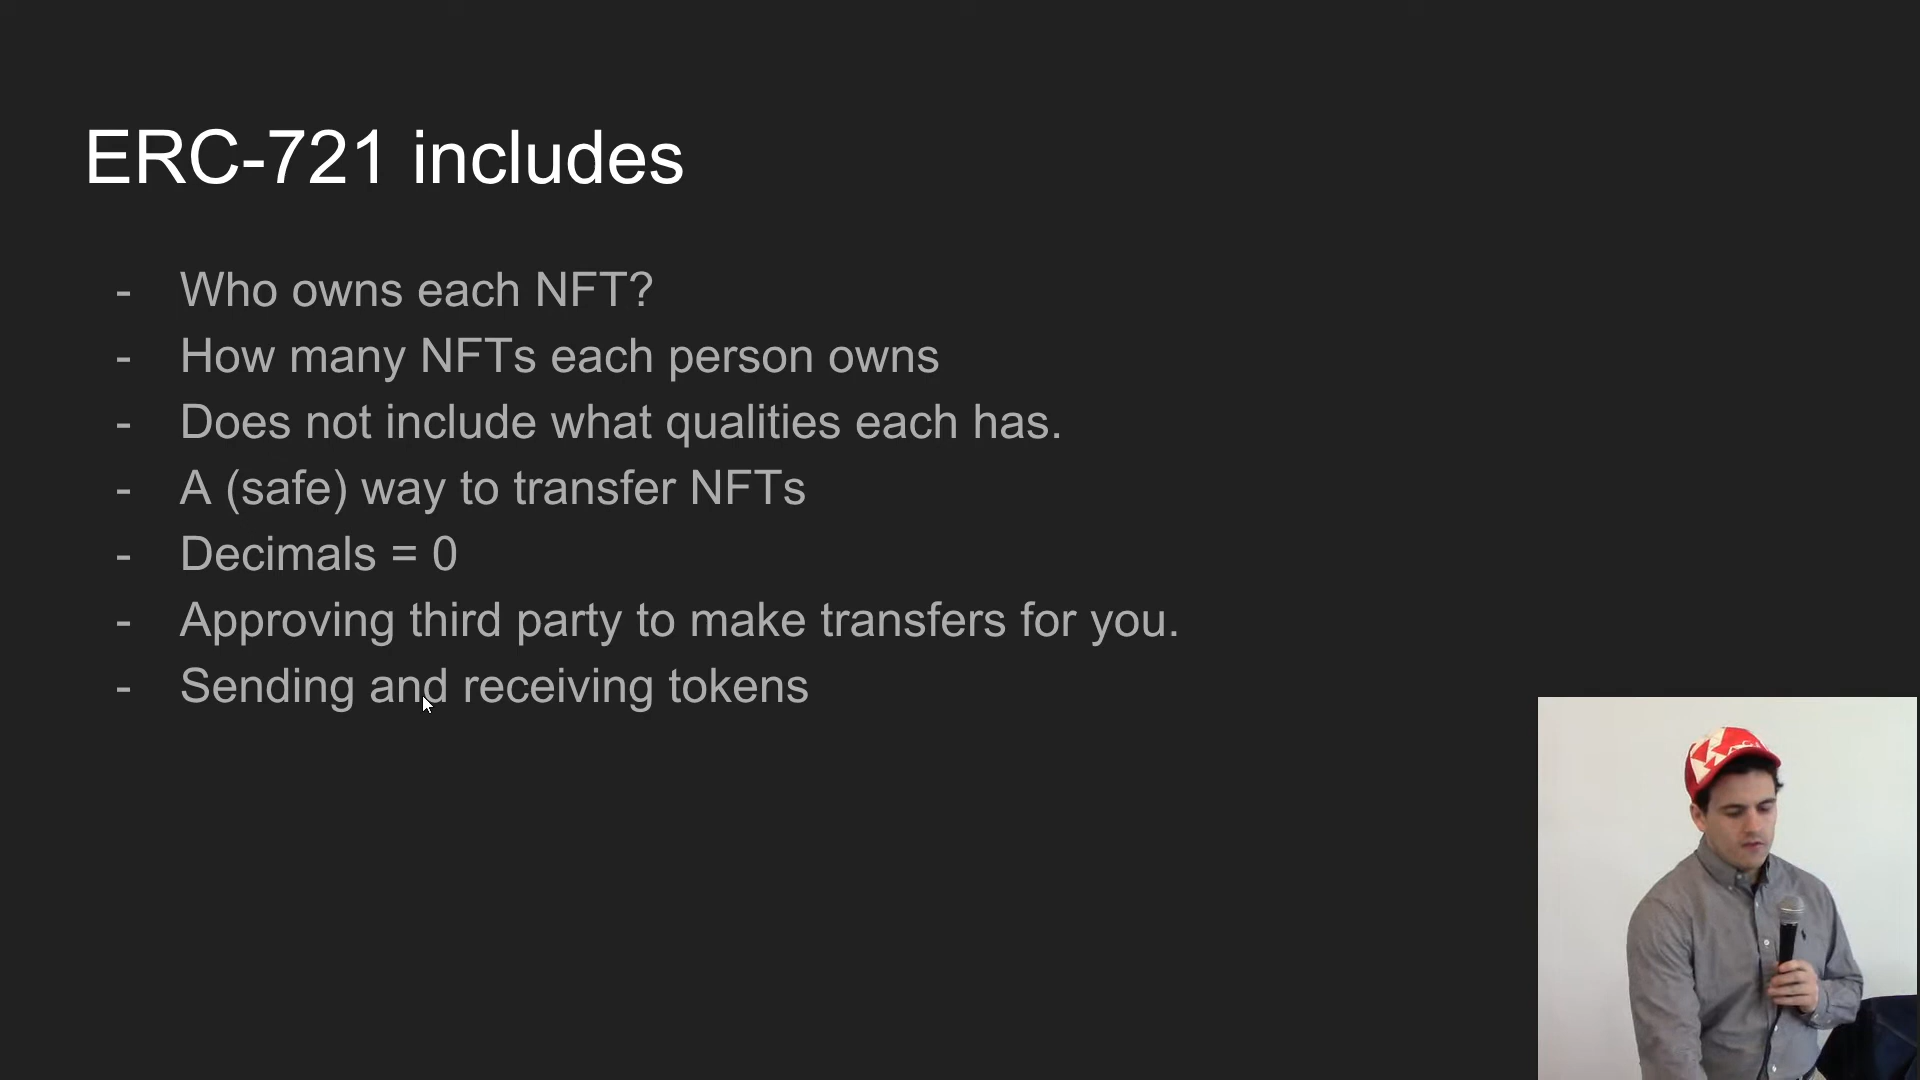 ERC-721 includes
- Who owns each NFT?
- How many NFTs each person owns
- Does not include what qualities each has.
- A (safe) way to transfer NFTs
- Decimals = 0
- Approving third party to make transfers for you.
- Sending and receiving tokens